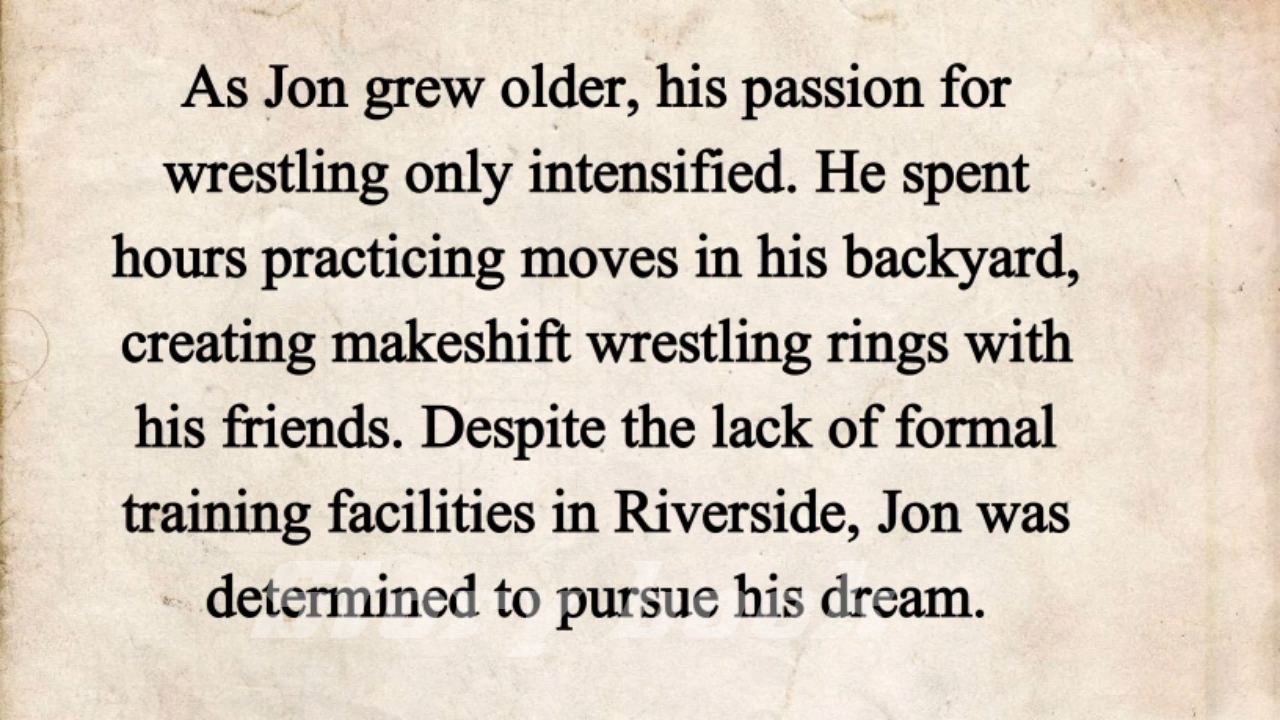 As Jon grew older, his passion for
wrestling only intensified. He spent
hours practicing moves in his backyard,
creating makeshift wrestling rings with
his friends. Despite the lack of formal
training facilities in Riverside, Jon was
determined to pursue his dream.